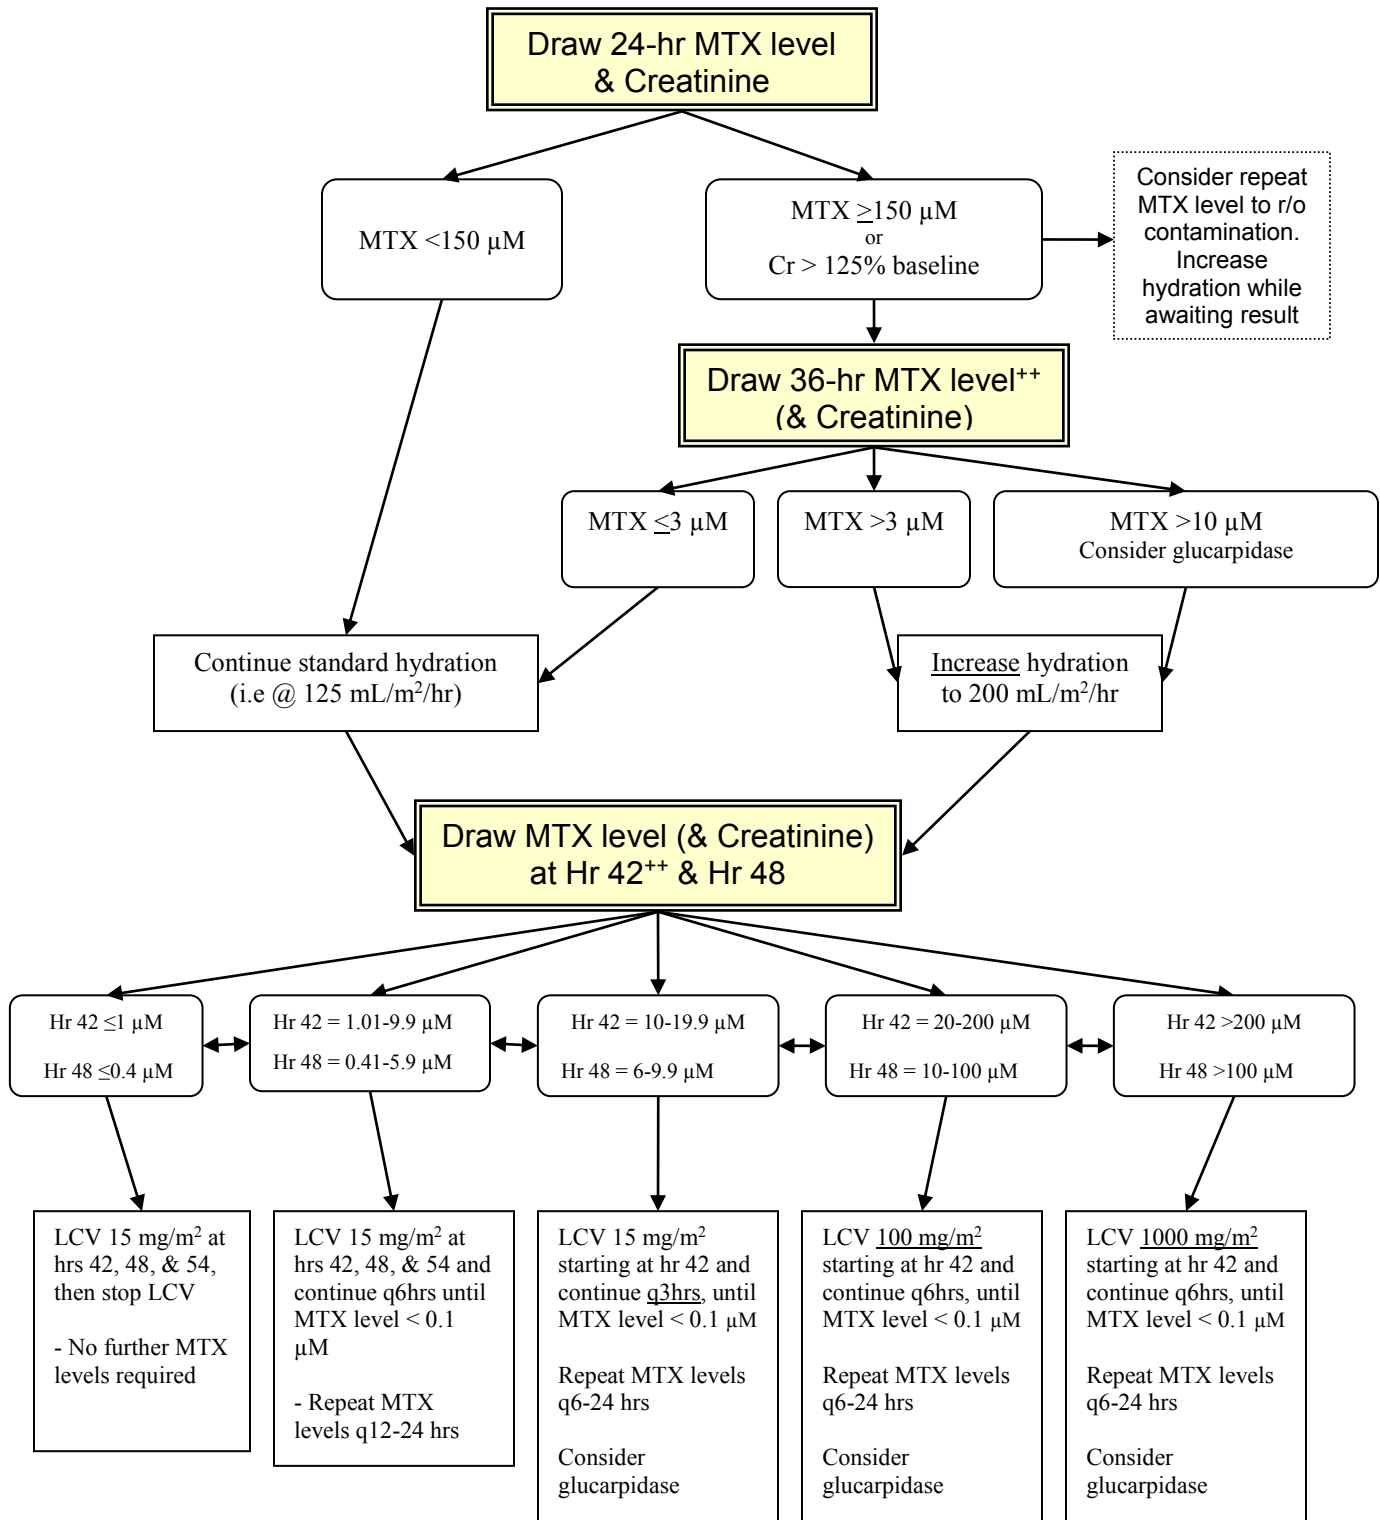 Draw 24-hr MTX level
& Creatinine
MTX <150 µM
MTX ≥150 µM
or
Cr > 125% baseline
Consider repeat
MTX level to r/o
contamination.
Increase
hydration while
awaiting result
Draw 36-hr MTX level++
(& Creatinine)
MTX ≤3 µM
MTX >3 µM
MTX >10 µM
Consider glucarpidase
Continue standard hydration
(i.e @ 125 mL/m²/hr)
Increase hydration
to 200 mL/m²/hr
Draw MTX level (& Creatinine)
at Hr 42++ & Hr 48
Hr 42 ≤1 µM
Hr 48 ≤0.4 µM
Hr 42 = 1.01-9.9 µM
Hr 48 = 0.41-5.9 µM
Hr 42 = 10-19.9 µM
Hr 48 = 6-9.9 µM
Hr 42 = 20-200 µM
Hr 48 = 10-100 µM
Hr 42 >200 µM
Hr 48 >100 µM
LCV 15 mg/m² at
hrs 42, 48, & 54,
then stop LCV
- No further MTX
levels required
LCV 15 mg/m² at
hrs 42, 48, & 54 and
continue q6hrs until
MTX level < 0.1
µM
- Repeat MTX
levels q12-24 hrs
LCV 15 mg/m²
starting at hr 42 and
continue q3hrs, until
MTX level < 0.1 µM
Repeat MTX levels
q6-24 hrs
Consider
glucarpidase
LCV 100 mg/m²
starting at hr 42 and
continue q6hrs, until
MTX level < 0.1 µM
Repeat MTX levels
q6-24 hrs
Consider
glucarpidase
LCV 1000 mg/m²
starting at hr 42 and
continue q6hrs, until
MTX level < 0.1 µM
Repeat MTX levels
q6-24 hrs
Consider
glucarpidase